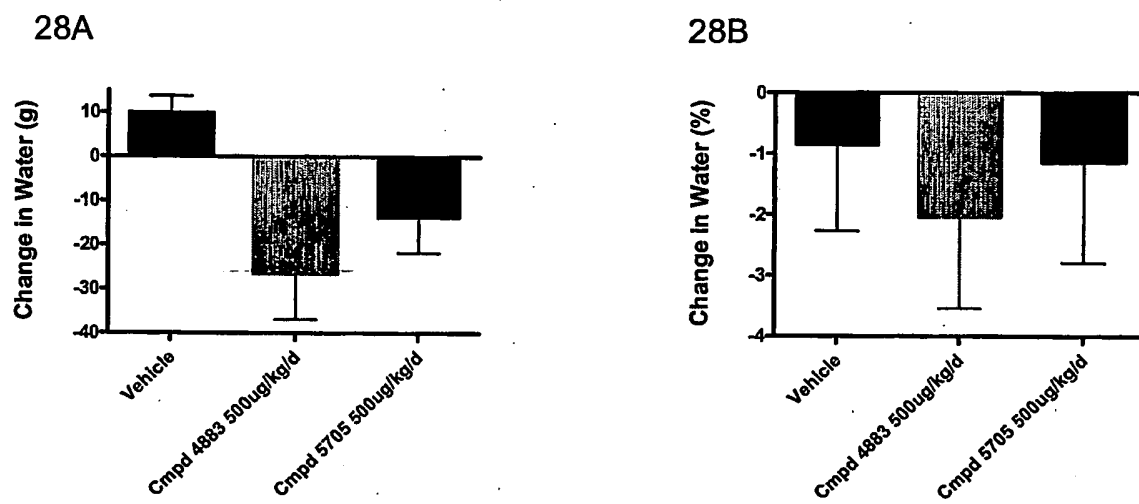 28A
Change in Water (g)
10
0
-10
-20
-30
-40
Vehicle
Cmpd 4883 500ug/kg/d
Cmpd 5705 500ug/kg/d
28B
Change in Water (%)
0
-1
-2
-3
-4
Vehicle
Cmpd 4883 500ug/kg/d
Cmpd 5705 500ug/kg/d